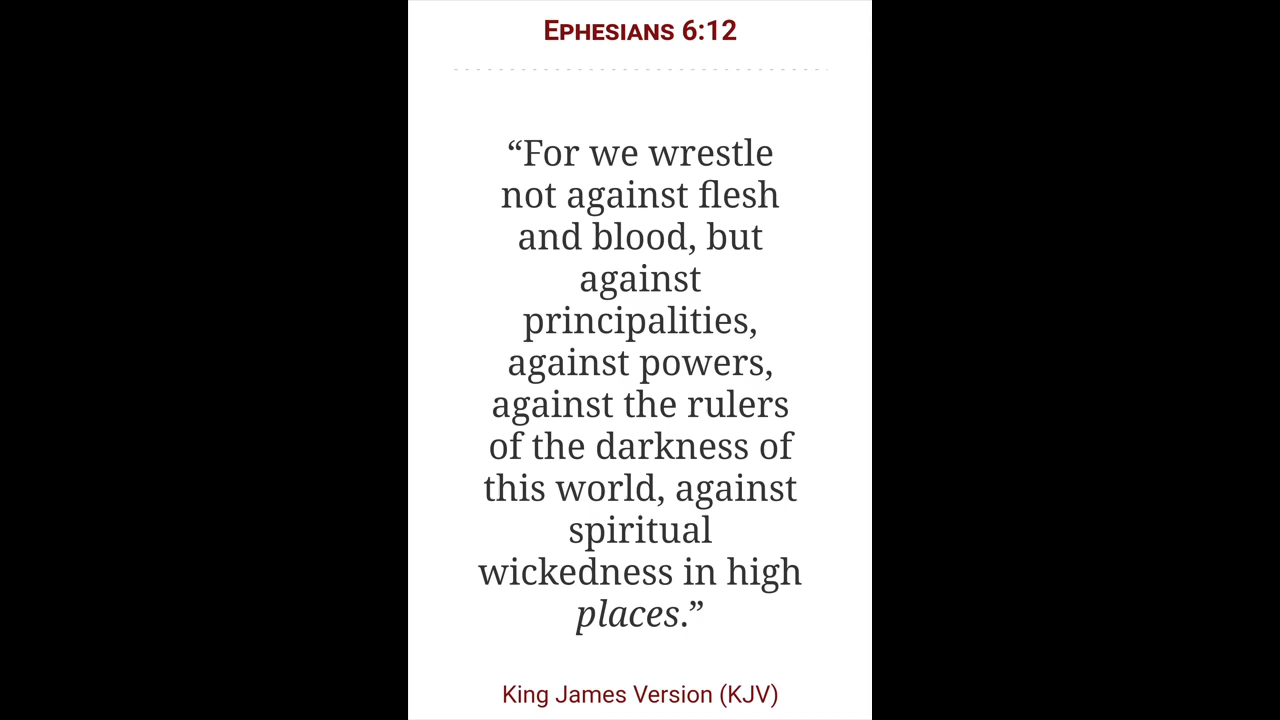 Ephesians 6:12
“For we wrestle
not against flesh
and blood, but
against
principalities,
against powers,
against the rulers
of the darkness of
this world, against
spiritual
wickedness in high
places.”
King James Version (KJV)